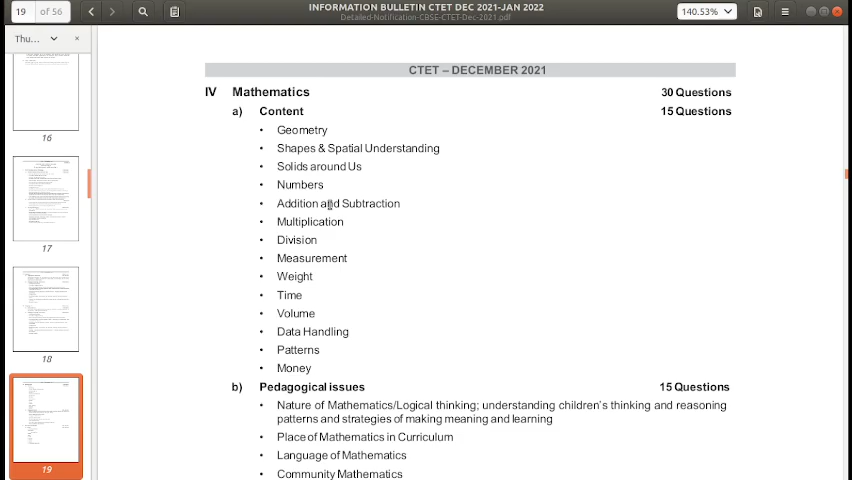 19 of 56
INFORMATION BULLETIN CTET DEC 2021-JAN 2022
Detailed-Notification-CBSE-CTET-Dec-2021.pdf
140.53%
Thu...
16
17
18
19
CTET – DECEMBER 2021
IV Mathematics 30 Questions
a) Content 15 Questions
• Geometry
• Shapes & Spatial Understanding
• Solids around Us
• Numbers
• Addition and Subtraction
• Multiplication
• Division
• Measurement
• Weight
• Time
• Volume
• Data Handling
• Patterns
• Money
b) Pedagogical issues 15 Questions
• Nature of Mathematics/Logical thinking; understanding children's thinking and reasoning
patterns and strategies of making meaning and learning
• Place of Mathematics in Curriculum
• Language of Mathematics
• Community Mathematics